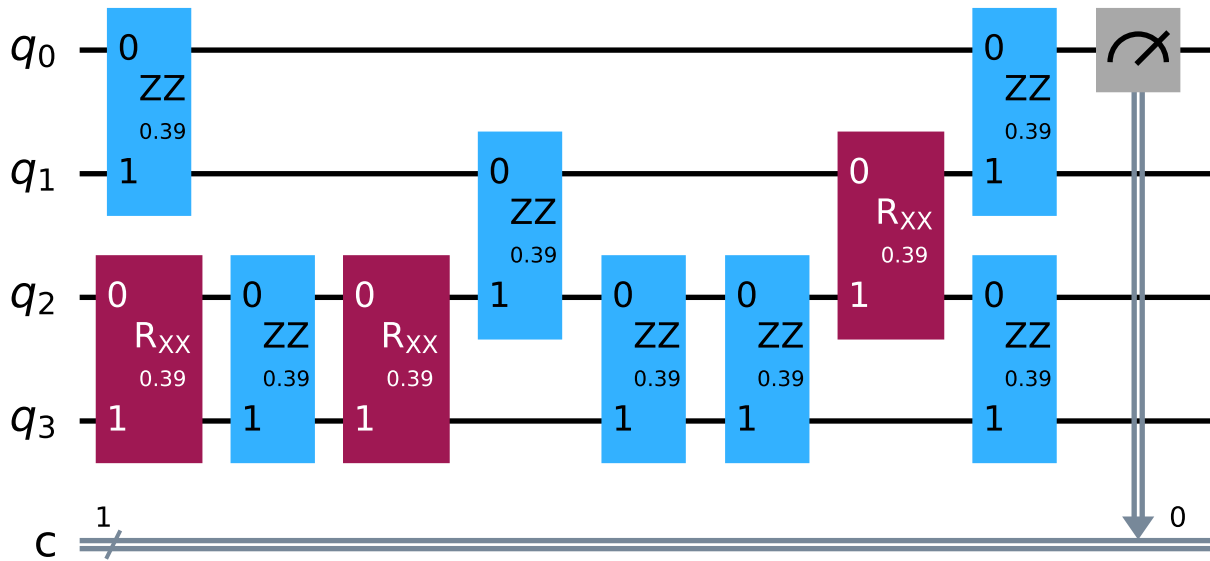 q0 0 0
ZZ ZZ
0.39 0.39
q1 1 0 0 1
ZZ RXX
0.39 0.39
q2 0 0 0 1 0 0 1 0
RXX ZZ RXX ZZ ZZ ZZ
0.39 0.39 0.39 0.39 0.39 0.39
q3 1 1 1 1 1 1
1 0
c